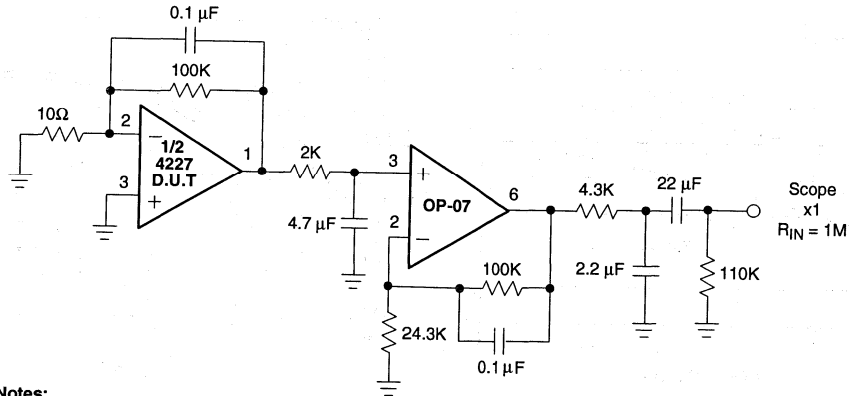 0.1 µF
100K
10Ω
2
−
1/2
4227
D.U.T
1
3
+
2K
4.7 µF
3
+
OP-07
6
2
−
100K
24.3K
0.1 µF
4.3K
22 µF
2.2 µF
110K
Scope
x1
RIN = 1M
Notes: